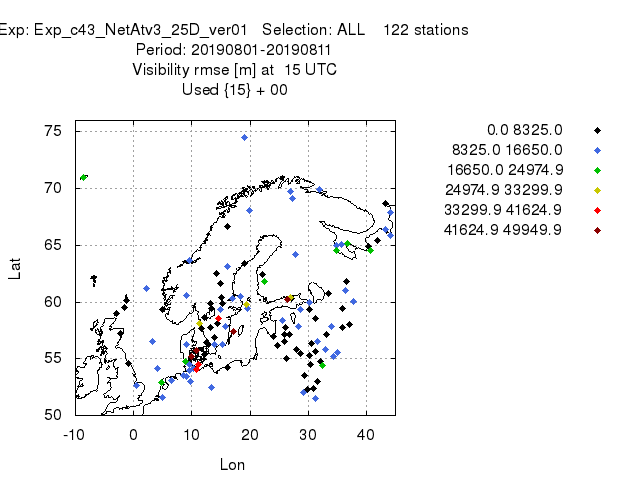 Exp: Exp_c43_NetAtv3_25D_ver01 Selection: ALL 122 stations
Period: 20190801-20190811
Visibility rmse [m] at 15 UTC
Used {15} + 00
0.0 8325.0
8325.0 16650.0
16650.0 24974.9
24974.9 33299.9
33299.9 41624.9
41624.9 49949.9
75
70
65
60
55
50
Lat
-10 0 10 20 30 40
Lon